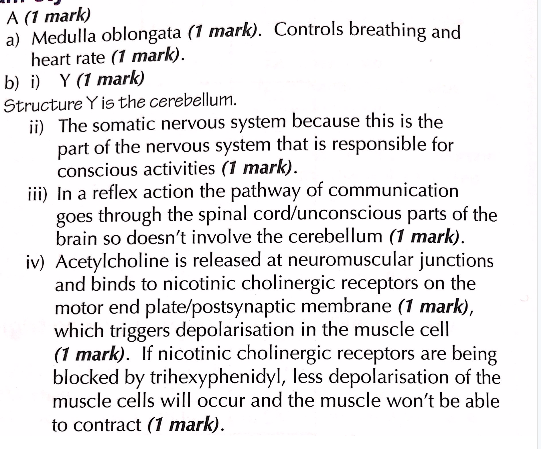 A (1 mark)
a) Medulla oblongata (1 mark). Controls breathing and
heart rate (1 mark).
b) i) Y (1 mark)
Structure Y is the cerebellum.
ii) The somatic nervous system because this is the
part of the nervous system that is responsible for
conscious activities (1 mark).
iii) In a reflex action the pathway of communication
goes through the spinal cord/unconscious parts of the
brain so doesn't involve the cerebellum (1 mark).
iv) Acetylcholine is released at neuromuscular junctions
and binds to nicotinic cholinergic receptors on the
motor end plate/postsynaptic membrane (1 mark),
which triggers depolarisation in the muscle cell
(1 mark). If nicotinic cholinergic receptors are being
blocked by trihexyphenidyl, less depolarisation of the
muscle cells will occur and the muscle won't be able
to contract (1 mark).